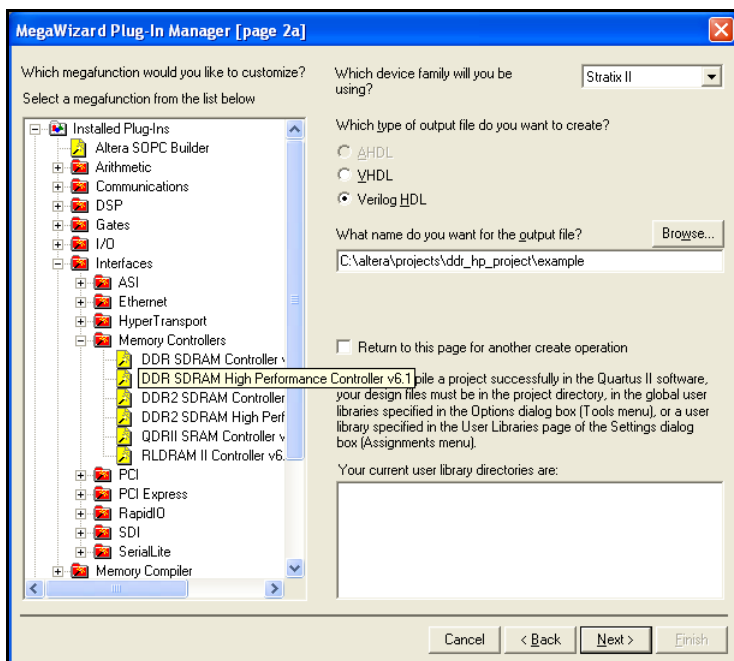 MegaWizard Plug-In Manager [page 2a]
Which megafunction would you like to customize?
Select a megafunction from the list below
Installed Plug-Ins
Altera SOPC Builder
Arithmetic
Communications
DSP
Gates
I/O
Interfaces
ASI
Ethernet
HyperTransport
Memory Controllers
DDR SDRAM Controller
DDR SDRAM High Performance Controller v6.1
DDR2 SDRAM Controller
DDR2 SDRAM High Perf
QDRII SRAM Controller v
RLDRAM II Controller v6.
PCI
PCI Express
RapidIO
SDI
SerialLite
Memory Compiler
Which device family will you be
using?
Stratix II
Which type of output file do you want to create?
AHDL
VHDL
Verilog HDL
What name do you want for the output file?
Browse...
C:\altera\projects\ddr_hp_project\example
Return to this page for another create operation
pile a project successfully in the Quartus II software,
your design files must be in the project directory, in the global user
libraries specified in the Options dialog box (Tools menu), or a user
library specified in the User Libraries page of the Settings dialog
box (Assignments menu).
Your current user library directories are:
Cancel
< Back
Next >
Finish